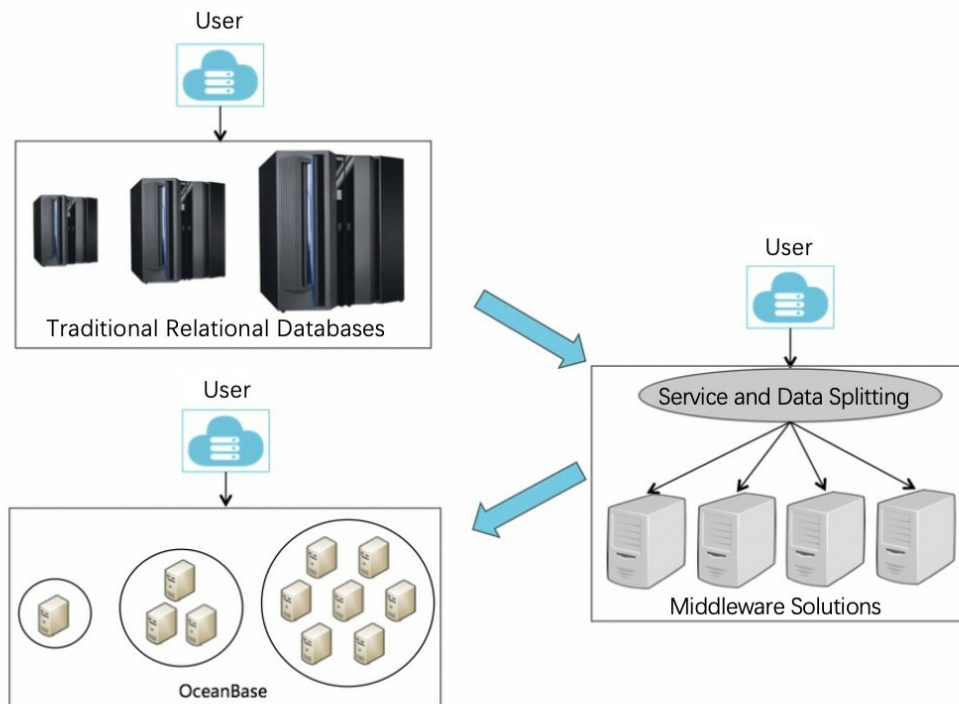 User
Traditional Relational Databases
User
Service and Data Splitting
Middleware Solutions
User
OceanBase